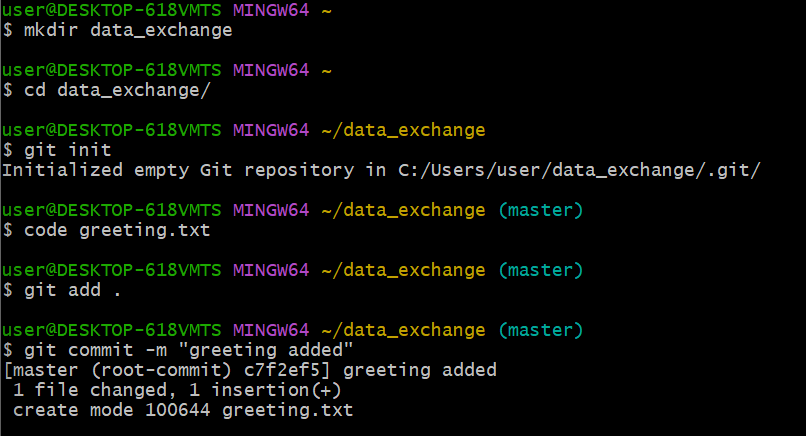 user@DESKTOP-618VMTS MINGW64 ~
$ mkdir data_exchange
user@DESKTOP-618VMTS MINGW64 ~
$ cd data_exchange/
user@DESKTOP-618VMTS MINGW64 ~/data_exchange
$ git init
Initialized empty Git repository in C:/Users/user/data_exchange/.git/
user@DESKTOP-618VMTS MINGW64 ~/data_exchange (master)
$ code greeting.txt
user@DESKTOP-618VMTS MINGW64 ~/data_exchange (master)
$ git add .
user@DESKTOP-618VMTS MINGW64 ~/data_exchange (master)
$ git commit -m "greeting added"
[master (root-commit) c7f2ef5] greeting added
 1 file changed, 1 insertion(+)
 create mode 100644 greeting.txt